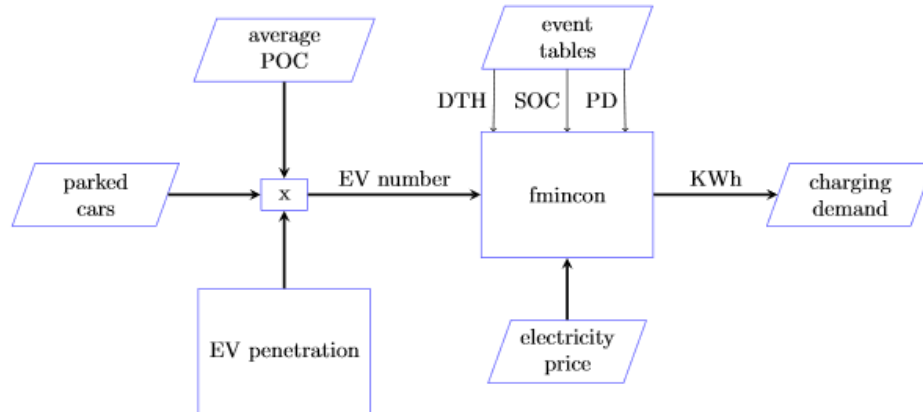 average
POC
event
tables
DTH
SOC
PD
parked
cars
x
EV number
fmincon
KWh
charging
demand
EV penetration
electricity
price